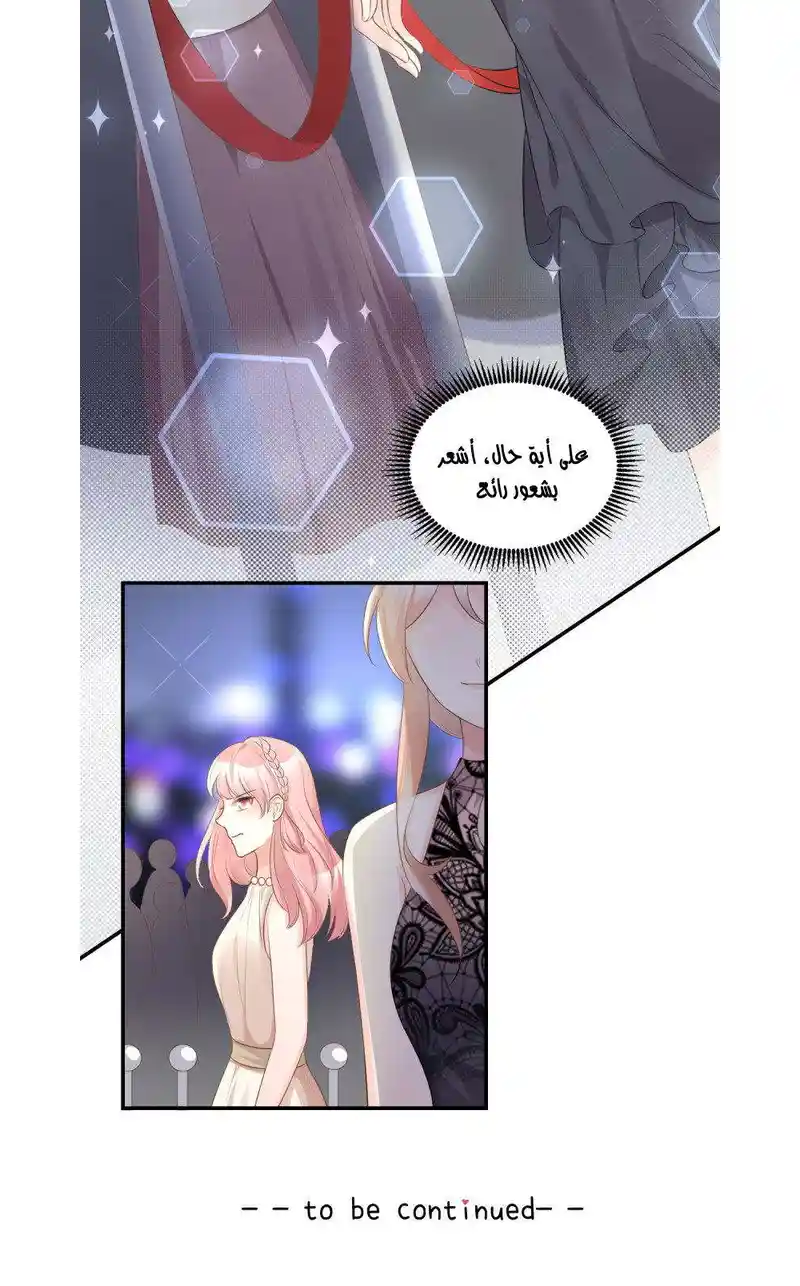 على أية حال، أشعر
بشعور رائع
- - to be continued- -